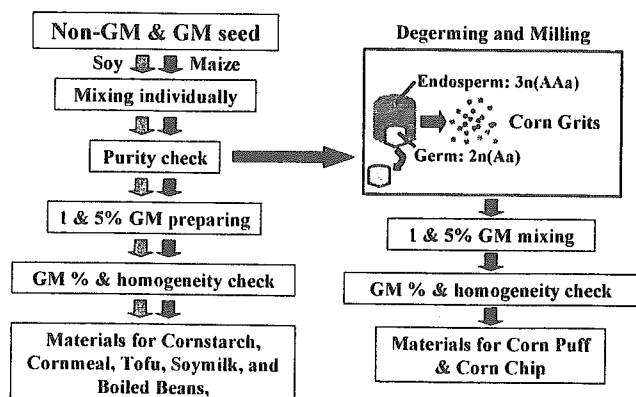 Non-GM & GM seed
Soy Maize
Mixing individually
Purity check
1 & 5% GM preparing
GM % & homogeneity check
Materials for Cornstarch,
Cornmeal, Tofu, Soymilk, and
Boiled Beans,
Degerming and Milling
Endosperm: 3n(AAa)
Corn Grits
Germ: 2n(Aa)
1 & 5% GM mixing
GM % & homogeneity check
Materials for Corn Puff
& Corn Chip